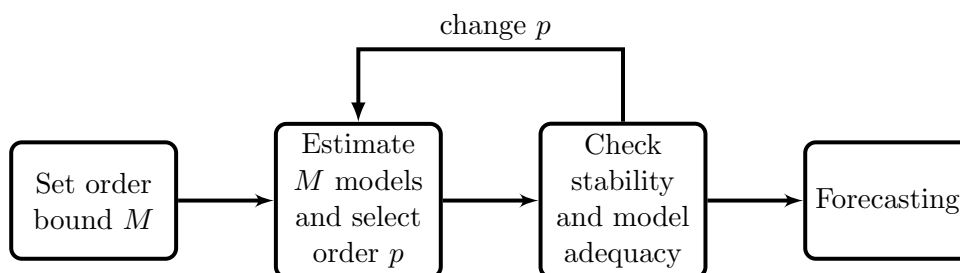 change p
Set order
bound M
Estimate
M models
and select
order p
Check
stability
and model
adequacy
Forecasting